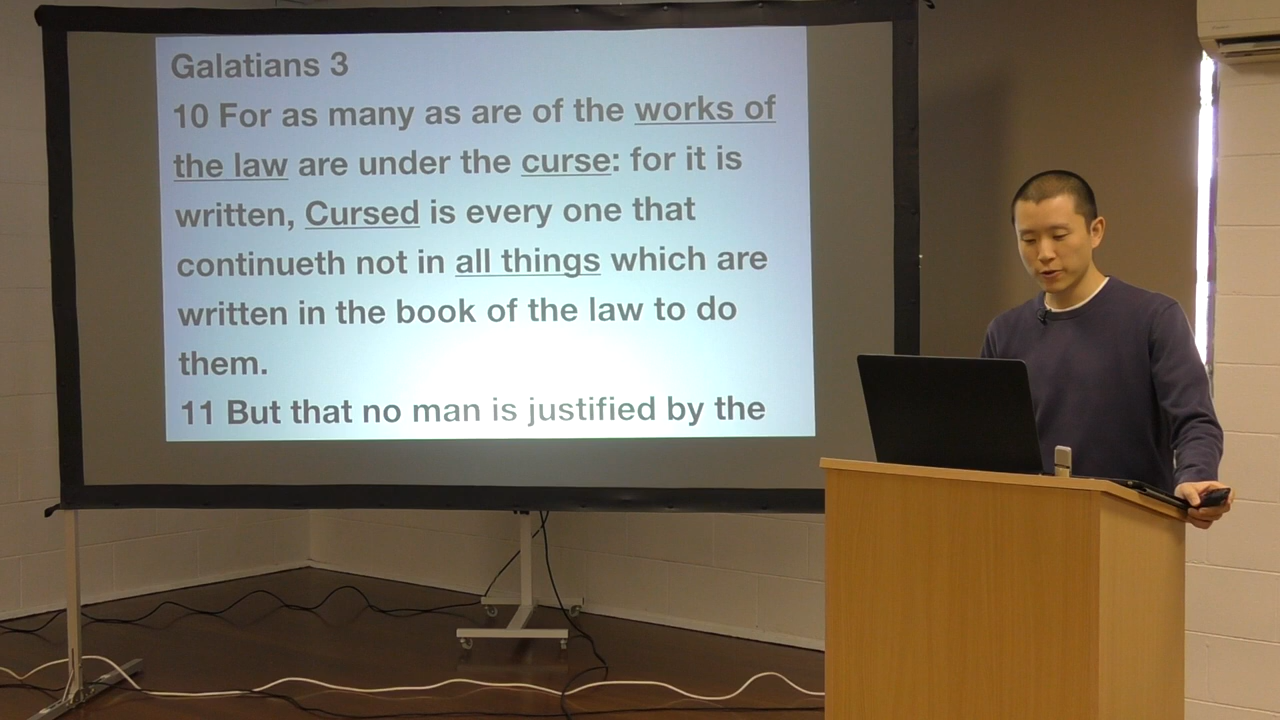 Galatians 3
10 For as many as are of the works of
the law are under the curse: for it is
written, Cursed is every one that
continueth not in all things which are
written in the book of the law to do
them.
11 But that no man is justified by the